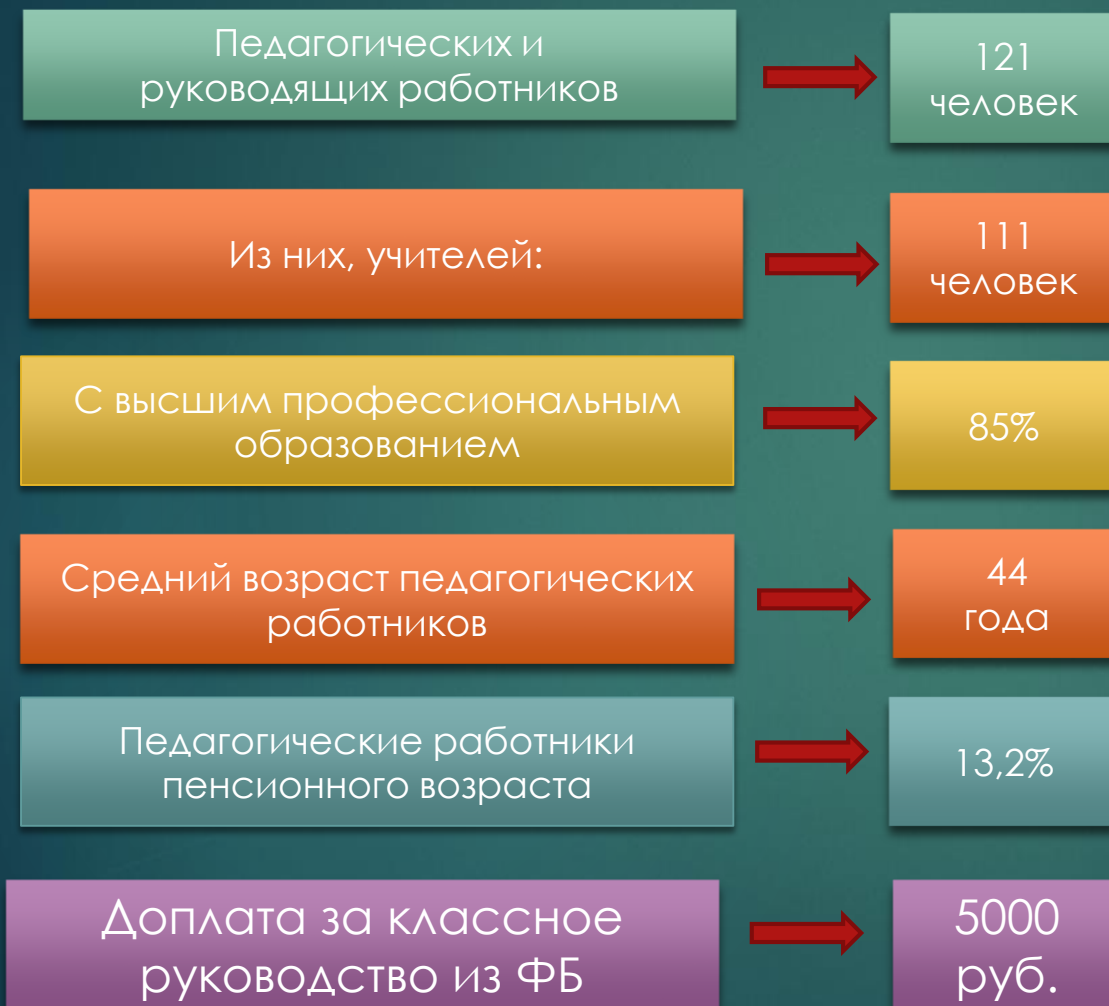 Педагогических и
руководящих работников
121
человек
Из них, учителей:
111
человек
С высшим профессиональным
образованием
85%
Средний возраст педагогических
работников
44
года
Педагогические работники
пенсионного возраста
13,2%
Доплата за классное
руководство из ФБ
5000
руб.